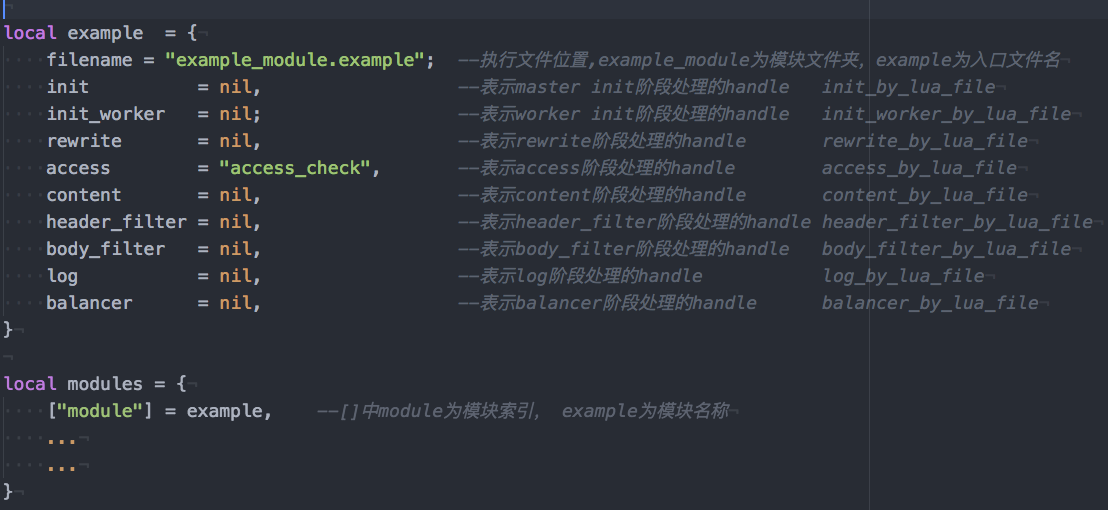 local example  = {
    filename = "example_module.example";  --执行文件位置,example_module为模块文件夹, example为入口文件名
    init          = nil,                  --表示master init阶段处理的handle   init_by_lua_file
    init_worker   = nil;                  --表示worker init阶段处理的handle   init_worker_by_lua_file
    rewrite       = nil,                  --表示rewrite阶段处理的handle       rewrite_by_lua_file
    access        = "access_check",       --表示access阶段处理的handle        access_by_lua_file
    content       = nil,                  --表示content阶段处理的handle       content_by_lua_file
    header_filter = nil,                  --表示header_filter阶段处理的handle header_filter_by_lua_file
    body_filter   = nil,                  --表示body_filter阶段处理的handle   body_filter_by_lua_file
    log           = nil,                  --表示log阶段处理的handle           log_by_lua_file
    balancer      = nil,                  --表示balancer阶段处理的handle      balancer_by_lua_file
}
local modules = {
    ["module"] = example,    --[]中module为模块索引， example为模块名称
    ...
    ...
}